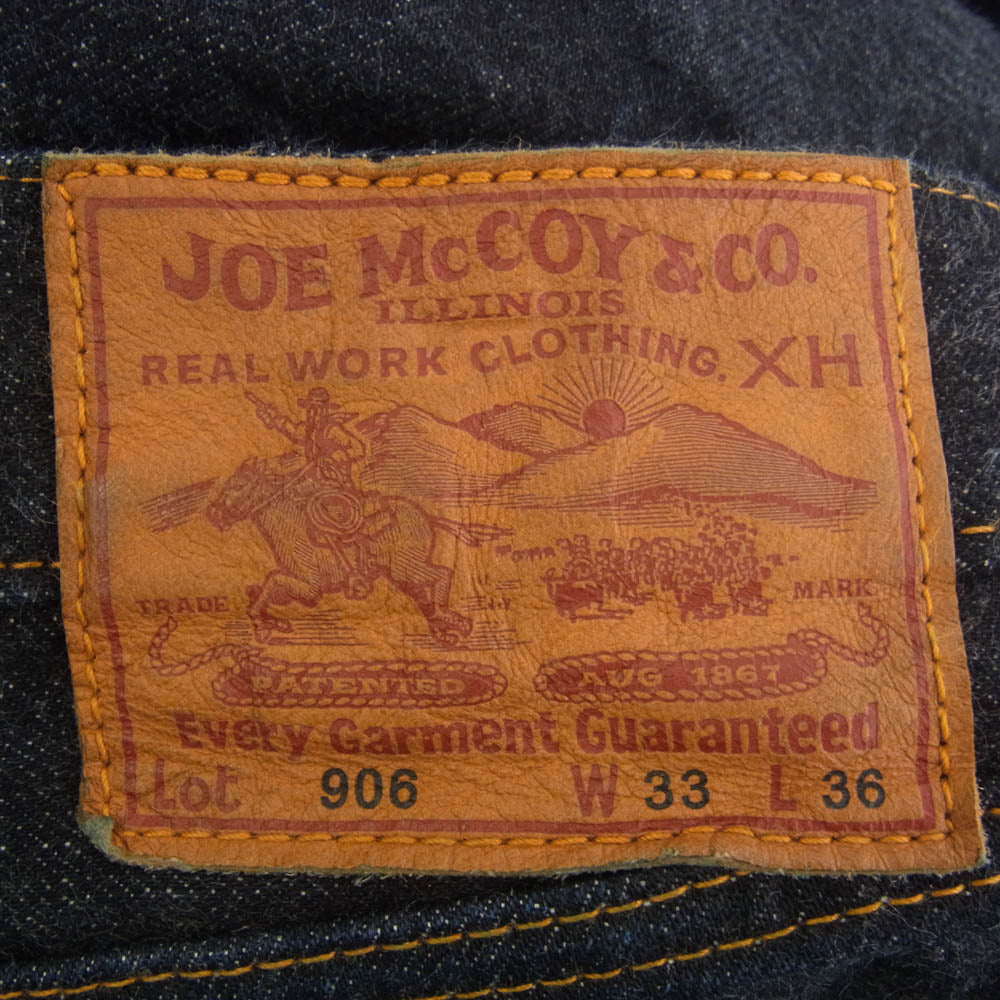 JOE McCOY & CO.
ILLINOIS
REAL WORK CLOTHING. XH
TRADE MARK
PATENTED AUG 1867
Every Garment Guaranteed
Lot 906 W 33 L 36